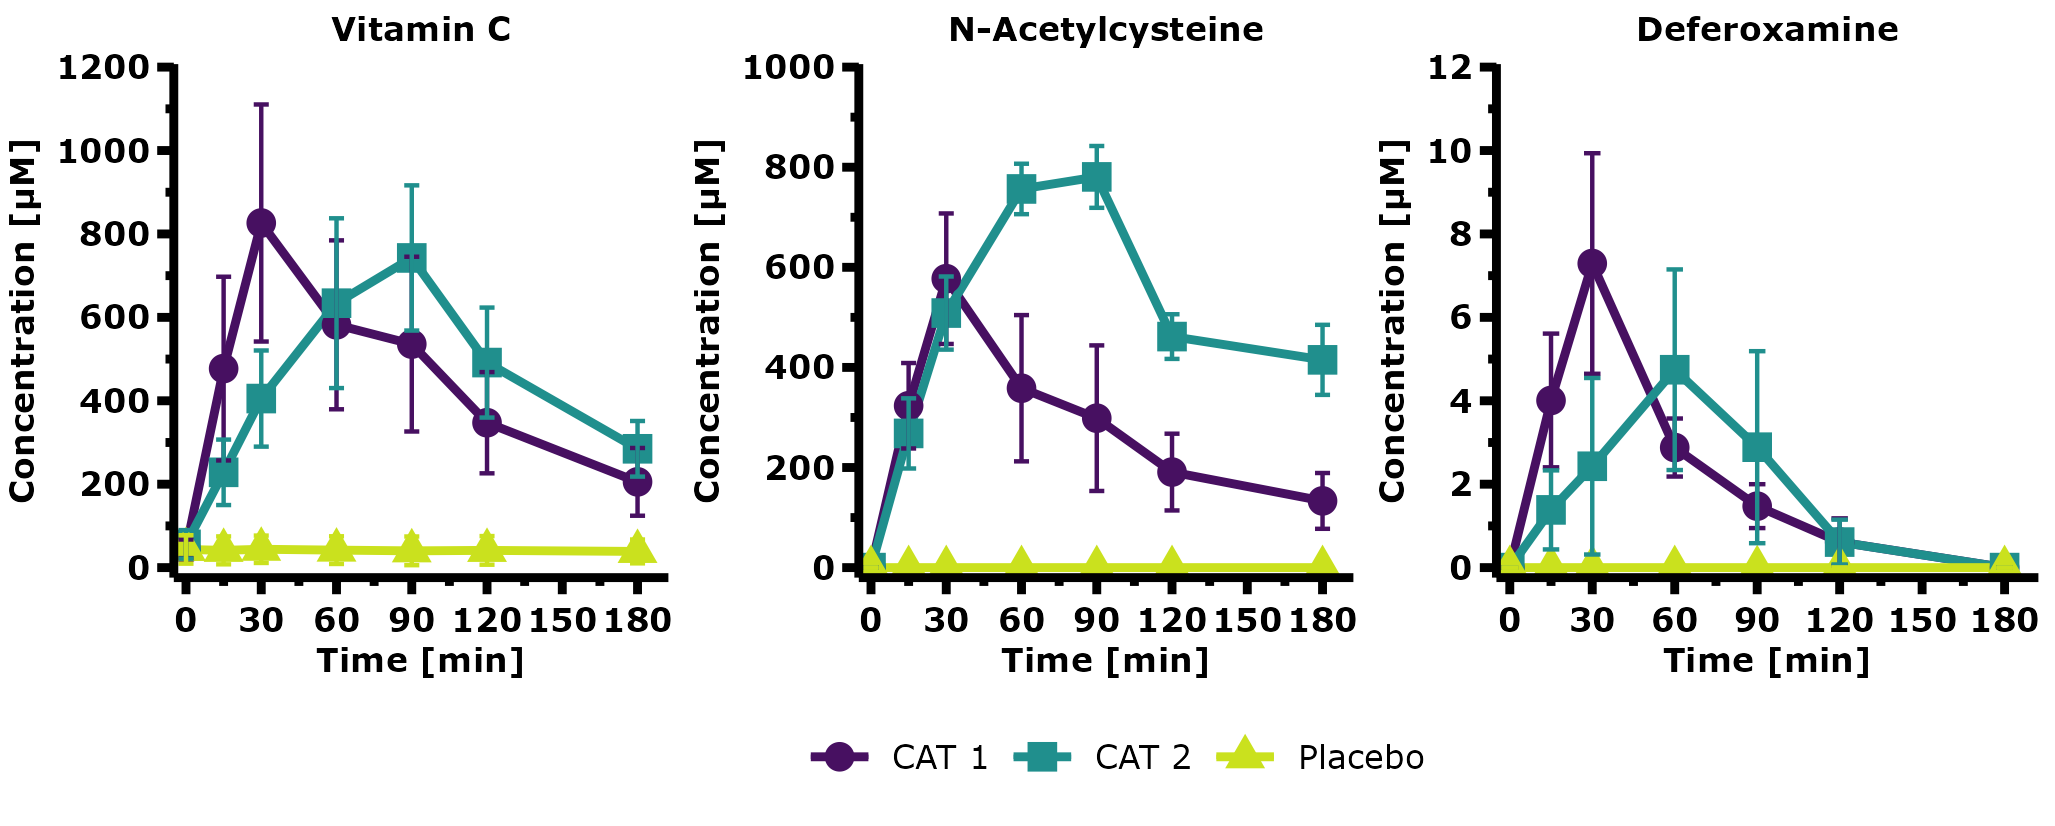 Vitamin C
N-Acetylcysteine
Deferoxamine
Concentration [µM]
1200
1000
800
600
400
200
0
0 30 60 90 120 150 180
Time [min]
Concentration [µM]
1000
800
600
400
200
0
0 30 60 90 120 150 180
Time [min]
Concentration [µM]
12
10
8
6
4
2
0
0 30 60 90 120 150 180
Time [min]
CAT 1 CAT 2 Placebo